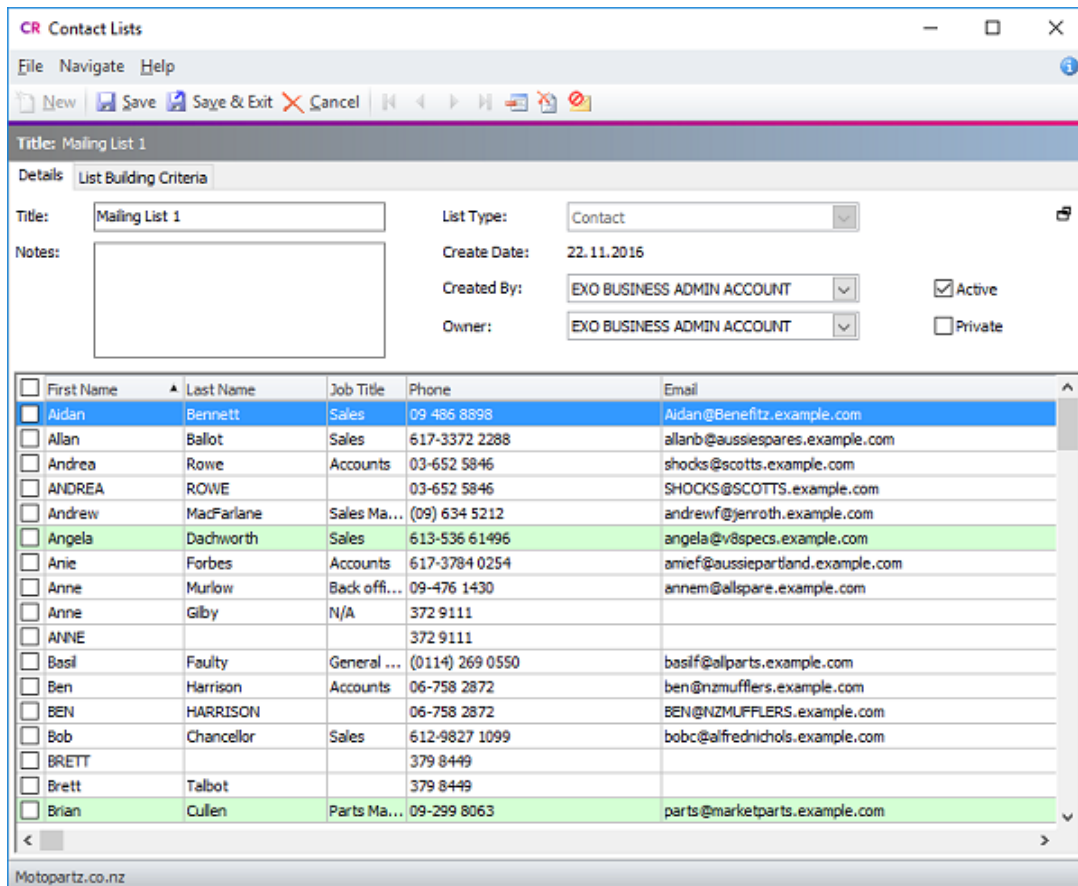 CR Contact Lists
File Navigate Help
New Save Save & Exit Cancel
Title: Mailing List 1
Details List Building Criteria
Title: Mailing List 1 List Type: Contact
Notes: Create Date: 22.11.2016
Created By: EXO BUSINESS ADMIN ACCOUNT Active
Owner: EXO BUSINESS ADMIN ACCOUNT Private
First Name Last Name Job Title Phone Email
Aidan Bennett Sales 09 486 8898 Aidan@Benefitz.example.com
Allan Ballot Sales 617-3372 2288 allanb@aussiespares.example.com
Andrea Rowe Accounts 03-652 5846 shocks@scotts.example.com
ANDREA ROWE 03-652 5846 SHOCKS@SCOTTS.example.com
Andrew MacFarlane Sales Ma... (09) 634 5212 andrewf@jenroth.example.com
Angela Dachworth Sales 613-536 61496 angela@v8specs.example.com
Anie Forbes Accounts 617-3784 0254 amief@aussiepartland.example.com
Anne Murlow Back offi... 09-476 1430 annem@allspare.example.com
Anne Gilby N/A 372 9111
ANNE 372 9111
Basil Faulty General ... (0114) 269 0550 basilf@allparts.example.com
Ben Harrison Accounts 06-758 2872 ben@nzmufflers.example.com
BEN HARRISON 06-758 2872 BEN@NZMUFFLERS.example.com
Bob Chancellor Sales 612-9827 1099 bobc@alfrednichols.example.com
BRETT 379 8449
Brett Talbot 379 8449
Brian Cullen Parts Ma... 09-299 8063 parts@marketparts.example.com
Motopartz.co.nz